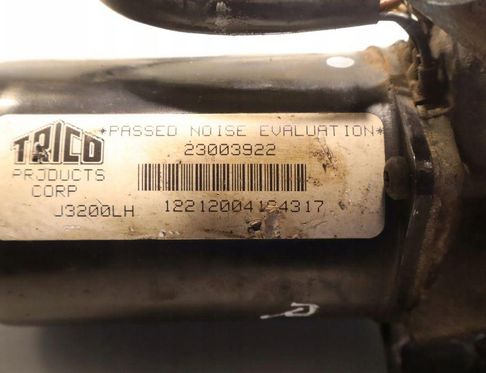 TRICO
PRODUCTS
CORP
*PASSED NOISE EVALUATION*
23003922
J3200LH